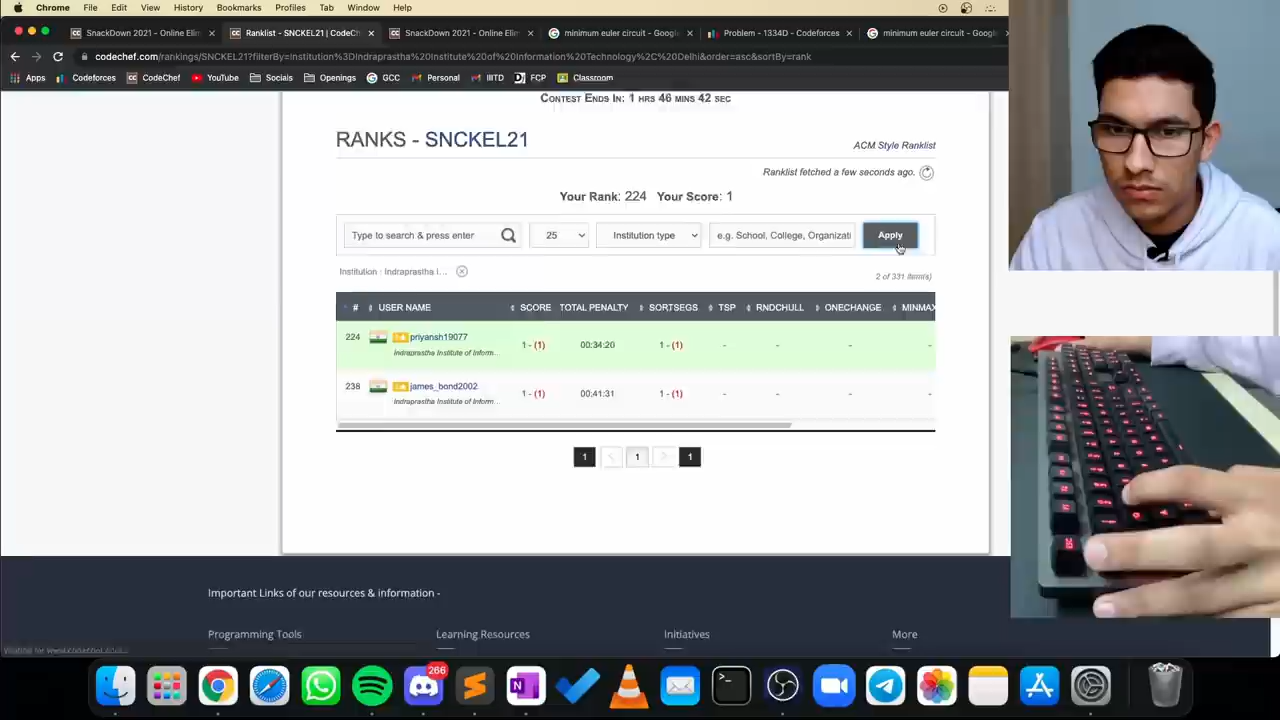 Chrome File Edit View History Bookmarks Profiles Tab Window Help
CC SnackDown 2021 - Online Elim × CC Ranklist - SNCKEL21 | CodeCh × CC SnackDown 2021 - Online Elim × minimum euler circuit - Google × Problem - 1334D - Codeforces × minimum euler circuit - Google
codechef.com/rankings/SNCKEL21?filterBy=Institution%3DIndraprastha%20Institute%20of%20Information%20Technology%2C%20Delhi&order=asc&sortBy=rank
Apps Codeforces CC CodeChef YouTube Socials Openings GCC Personal IIITD FCP Classroom
CONTEST ENDS IN: 1 HRS 46 MINS 42 SEC
RANKS - SNCKEL21
ACM Style Ranklist
Ranklist fetched a few seconds ago.
Your Rank: 224 Your Score: 1
Type to search & press enter 25 Institution type e.g. School, College, Organizati Apply
Institution : Indraprastha I... 
2 of 331 item(s)
# USER NAME SCORE TOTAL PENALTY SORTSEGS TSP RNDCHULL ONECHANGE MINMAX
224 priyansh19077 1 - (1) 00:34:20 1 - (1) - - - -
Indraprastha Institute of Inform...
238 james_bond2002 1 - (1) 00:41:31 1 - (1) - - - -
Indraprastha Institute of Inform...
1 < 1 > 1
Important Links of our resources & information -
Programming Tools Learning Resources Initiatives More
266